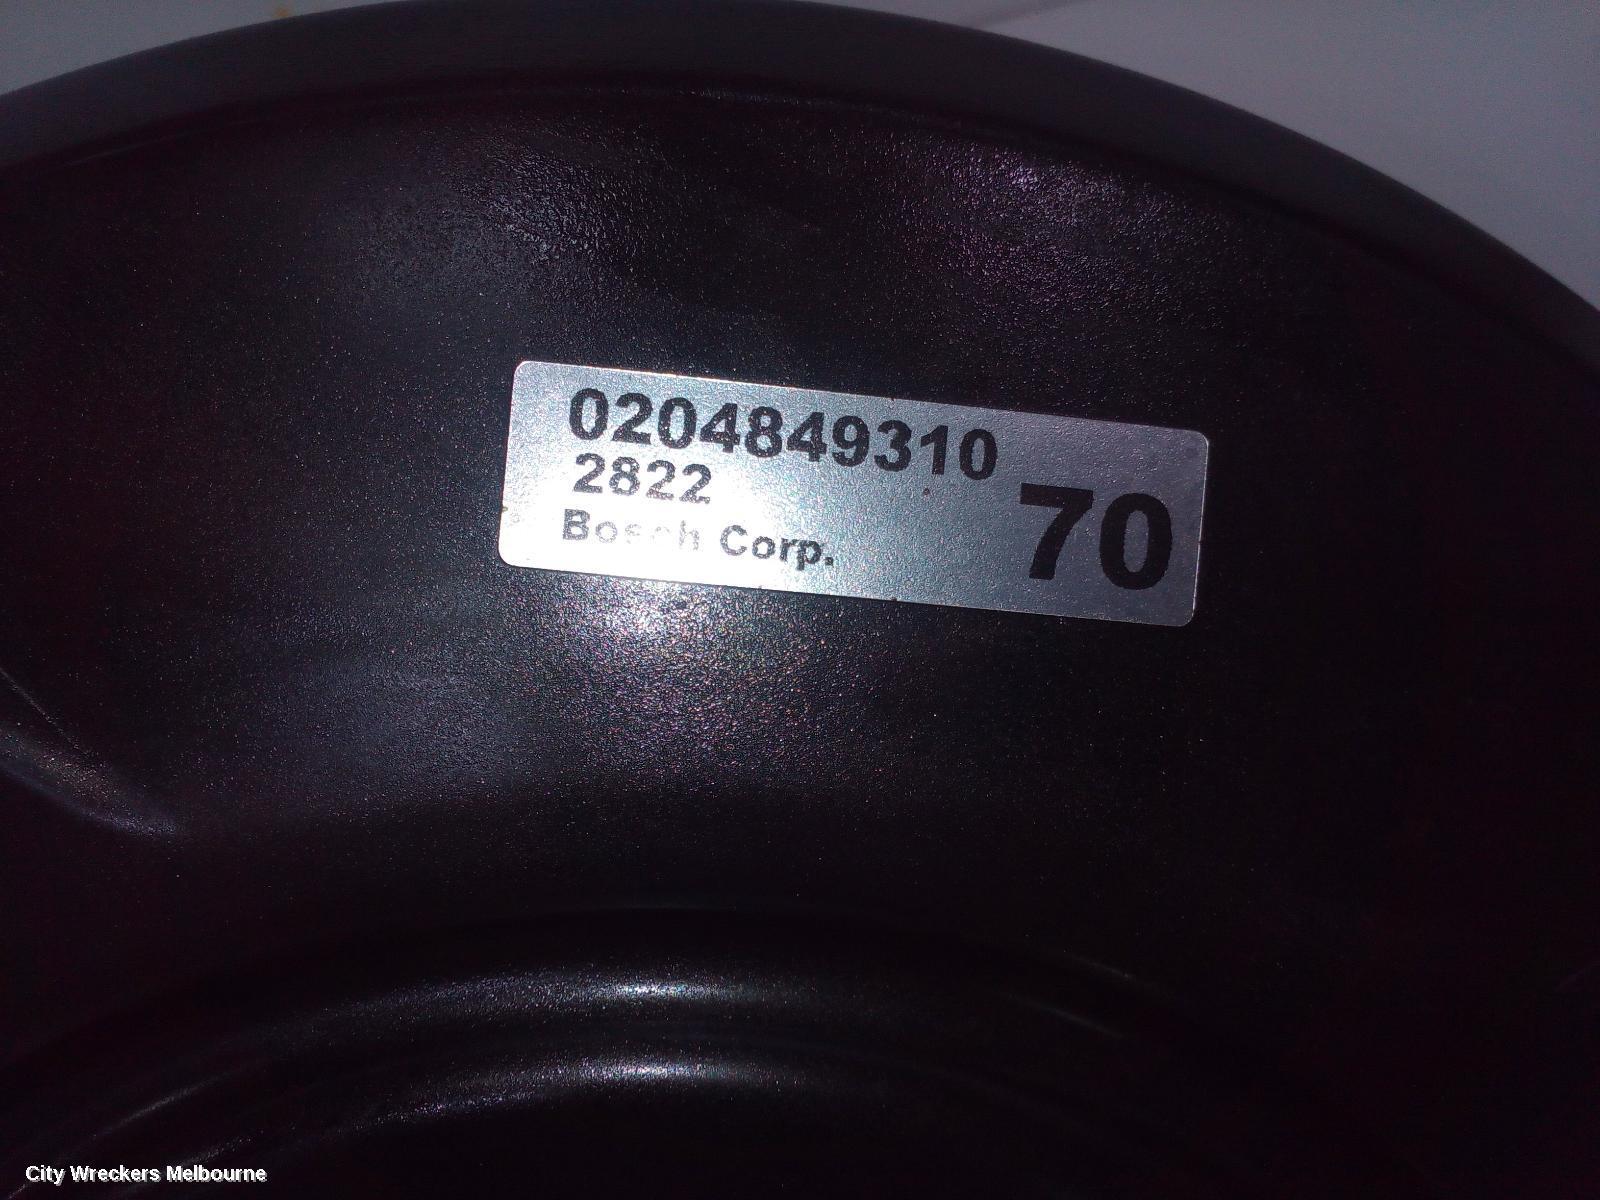 0204849310
2822
Bosch Corp.
70
City Wreckers Melbourne